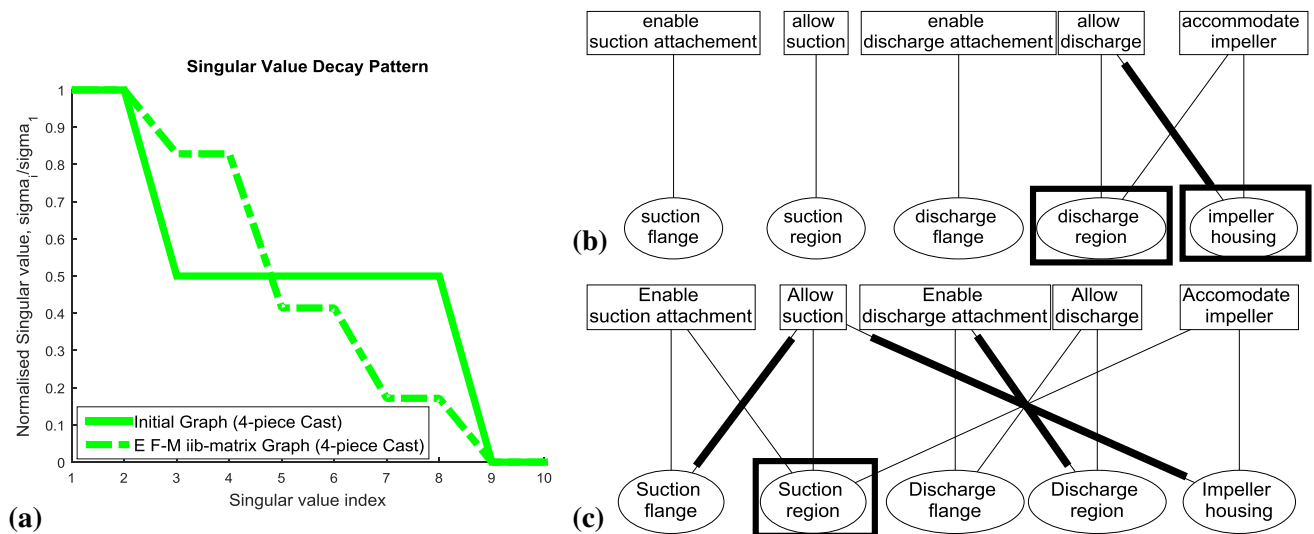 Singular Value Decay Pattern
Normalised Singular value, sigma_i/sigma_1
1
0.9
0.8
0.7
0.6
0.5
0.4
0.3
0.2
0.1
0
Initial Graph (4-piece Cast)
E F-M iib-matrix Graph (4-piece Cast)
1 2 3 4 5 6 7 8 9 10
Singular value index
(a)
enable
suction attachement
allow
suction
enable
discharge attachement
allow
discharge
accommodate
impeller
suction
flange
suction
region
discharge
flange
discharge
region
impeller
housing
(b)
Enable
suction attachment
Allow
suction
Enable
discharge attachment
Allow
discharge
Accomodate
impeller
Suction
flange
Suction
region
Discharge
flange
Discharge
region
Impeller
housing
(c)